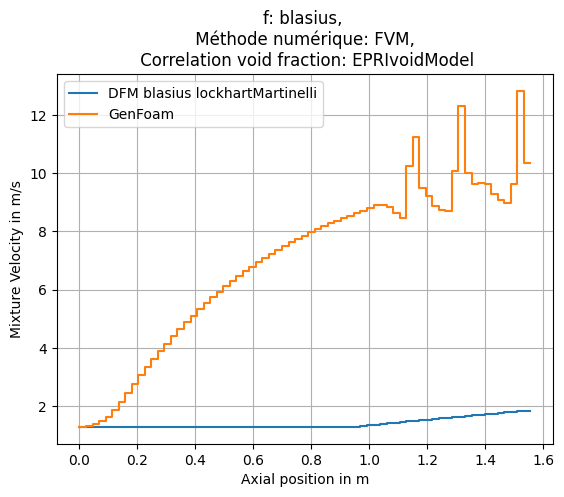 f: blasius,
Méthode numérique: FVM,
Correlation void fraction: EPRIvoidModel
DFM blasius lockhartMartinelli
GenFoam
Mixture Velocity in m/s
12
10
8
6
4
2
0.0 0.2 0.4 0.6 0.8 1.0 1.2 1.4 1.6
Axial position in m